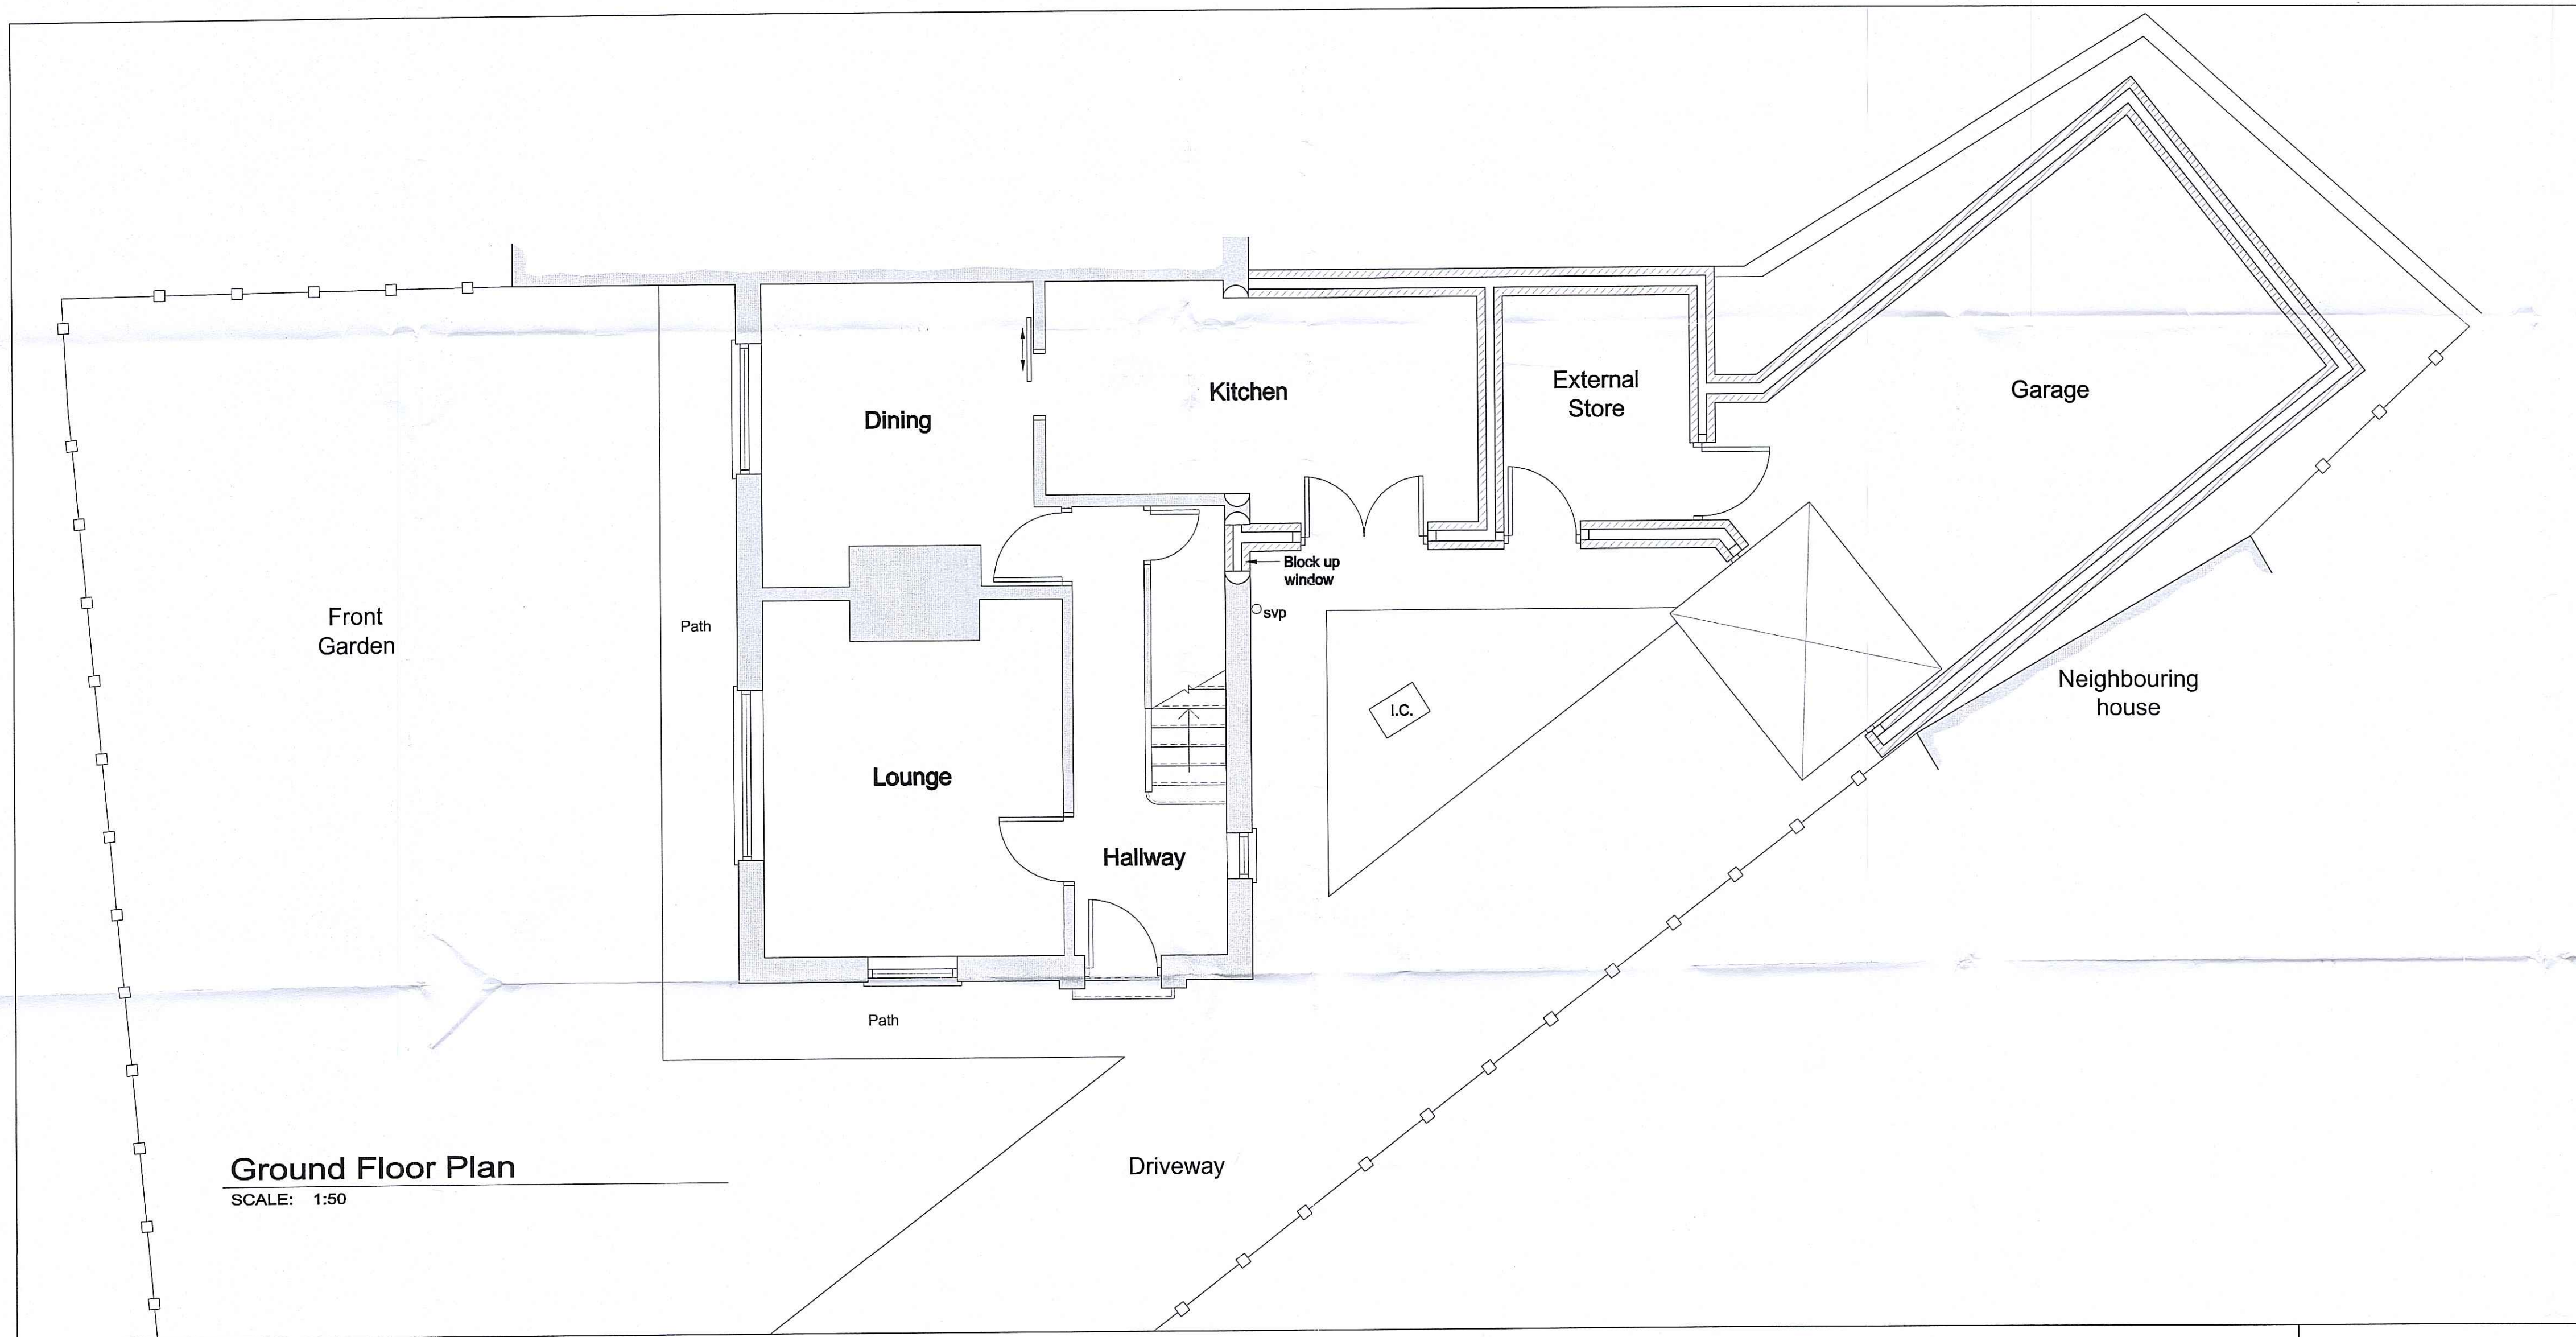 External
Store
Garage
Kitchen
Dining
Block up
window
svp
Front
Garden
Path
Neighbouring
house
I.C.
Lounge
Hallway
Path
Ground Floor Plan
SCALE: 1:50
Driveway